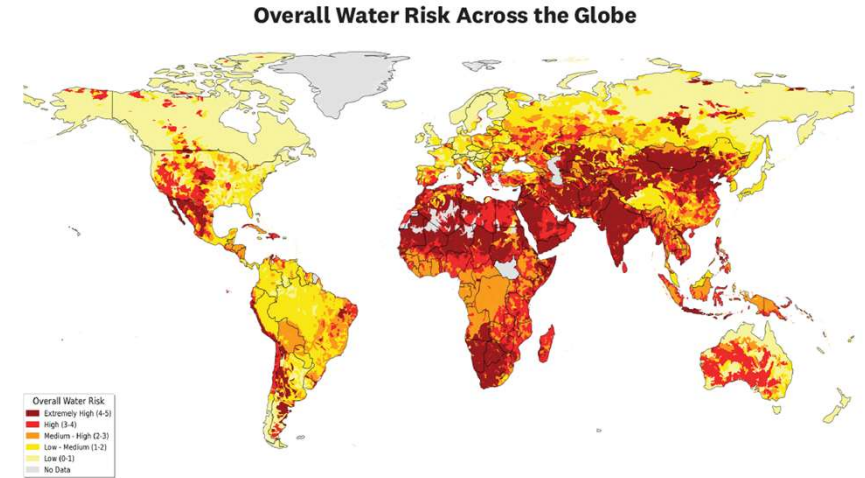 Overall Water Risk Across the Globe
Overall Water Risk
Extremely High (4-5)
High (3-4)
Medium - High (2-3)
Low - Medium (1-2)
Low (0-1)
No Data